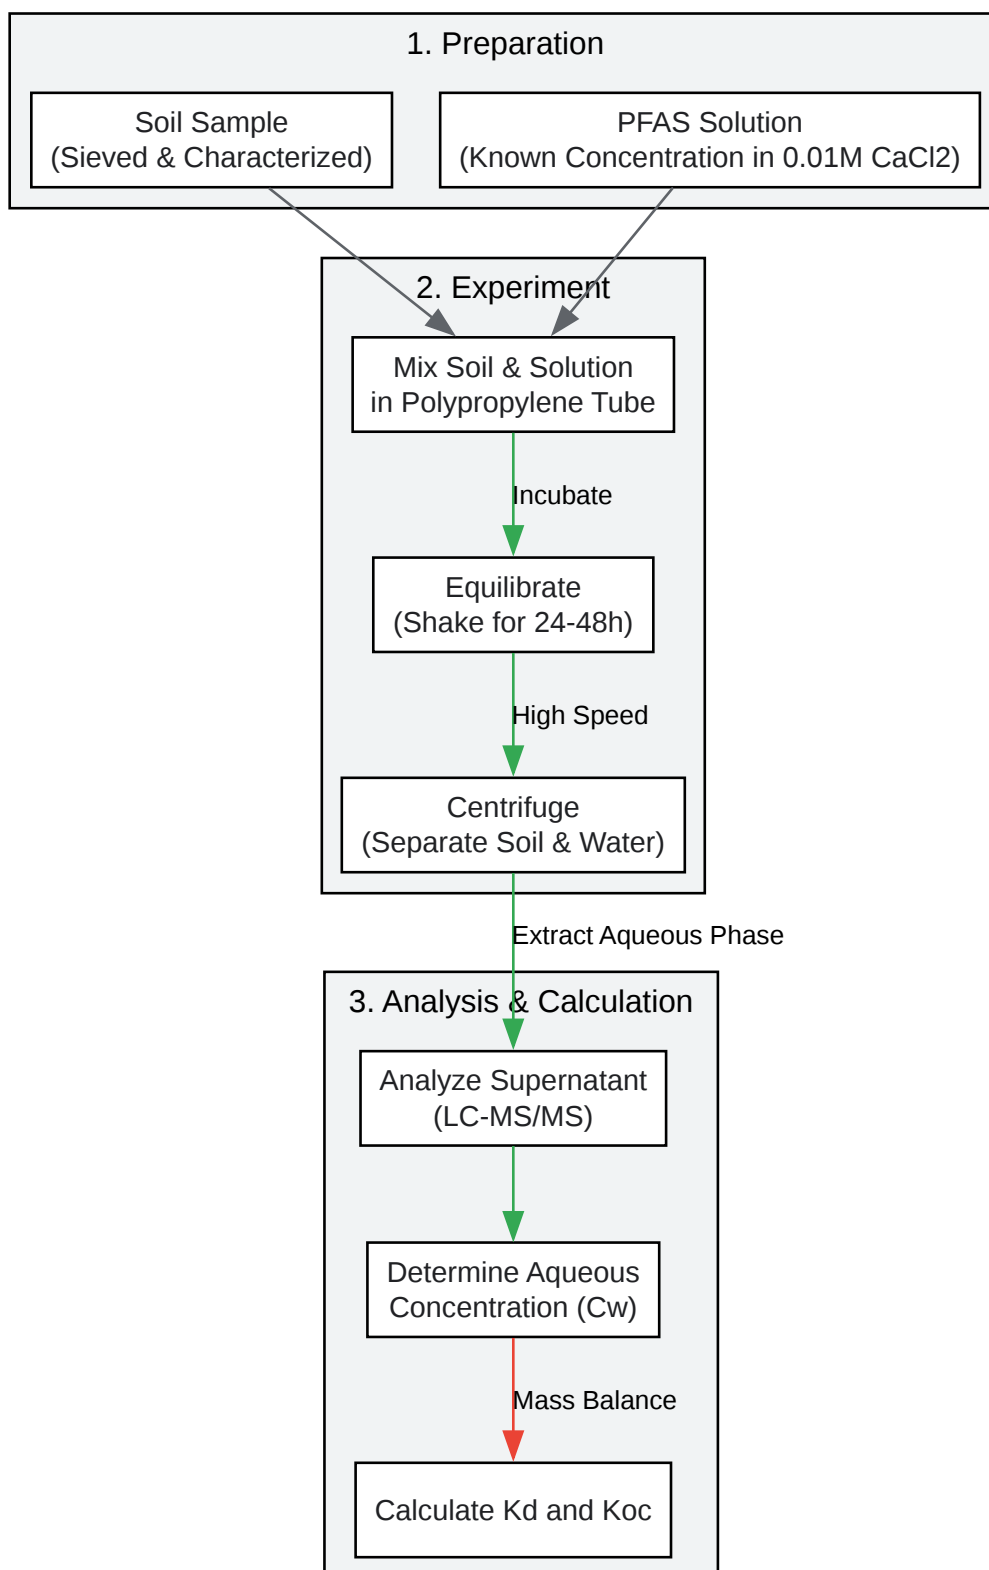 1. Preparation
Soil Sample
(Sieved & Characterized)
PFAS Solution
(Known Concentration in 0.01M CaCl2)
2. Experiment
Mix Soil & Solution
in Polypropylene Tube
Incubate
Equilibrate
(Shake for 24-48h)
High Speed
Centrifuge
(Separate Soil & Water)
Extract Aqueous Phase
3. Analysis & Calculation
Analyze Supernatant
(LC-MS/MS)
Determine Aqueous
Concentration (Cw)
Mass Balance
Calculate Kd and Koc